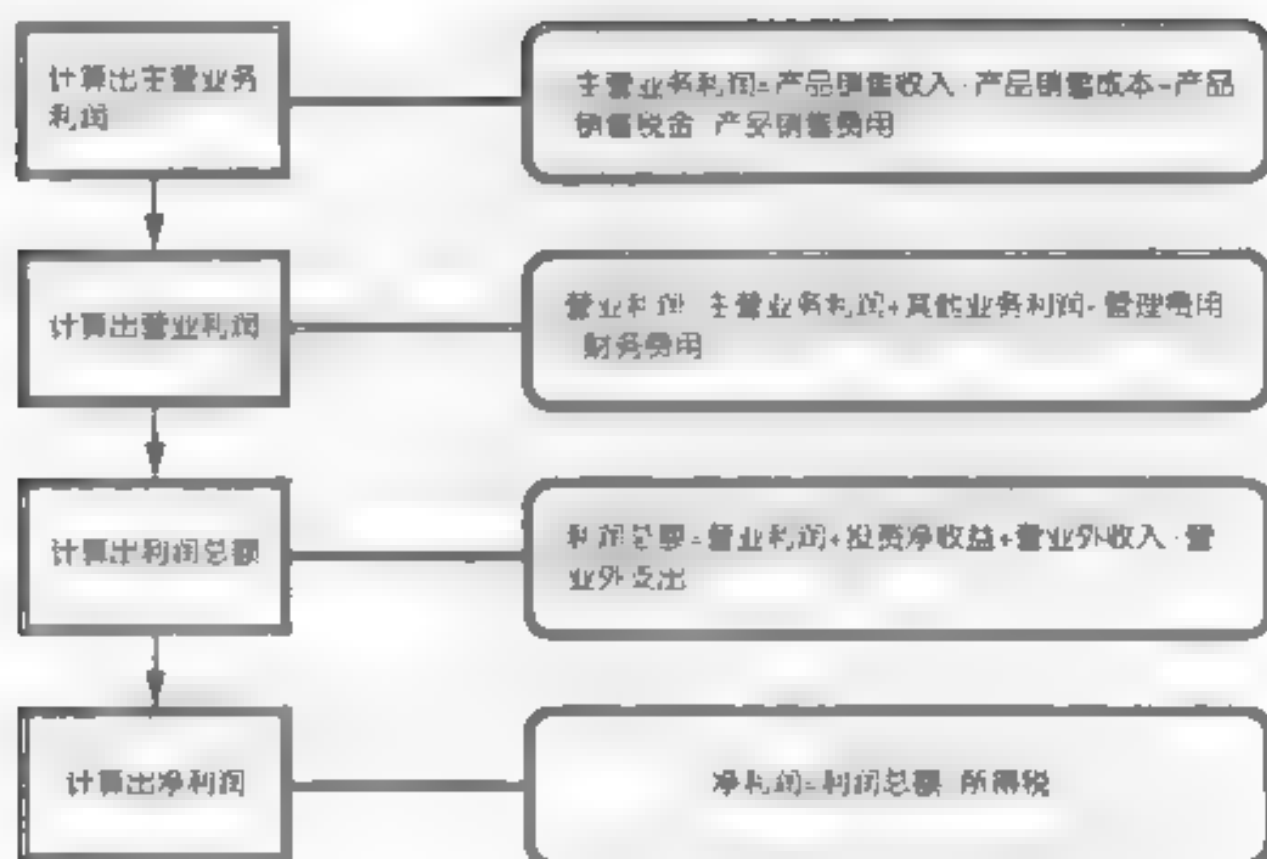 计算出主营业务
利润
主营业务利润=产品销售收入-产品销售成本-产品
销售税金 产品销售费用
计算出营业利润
营业利润 主营业务利润+其他业务利润-管理费用
财务费用
计算出利润总额
利润总额=营业利润+投资净收益+营业外收入-营
业外支出
计算出净利润
净利润=利润总额 所得税